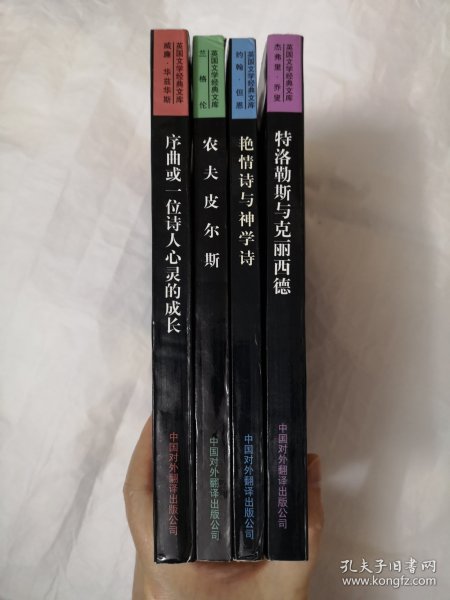 英国文学经典文库
威廉·华兹华斯
序曲或一位诗人心灵的成长
中国对外翻译出版公司
英国文学经典文库
兰格伦
农夫皮尔斯
中国对外翻译出版公司
英国文学经典文库
约翰·但恩
艳情诗与神学诗
中国对外翻译出版公司
英国文学经典文库
杰弗里·乔叟
特洛勒斯与克丽西德
中国对外翻译出版公司
孔夫子旧书网
www.kongfz.com